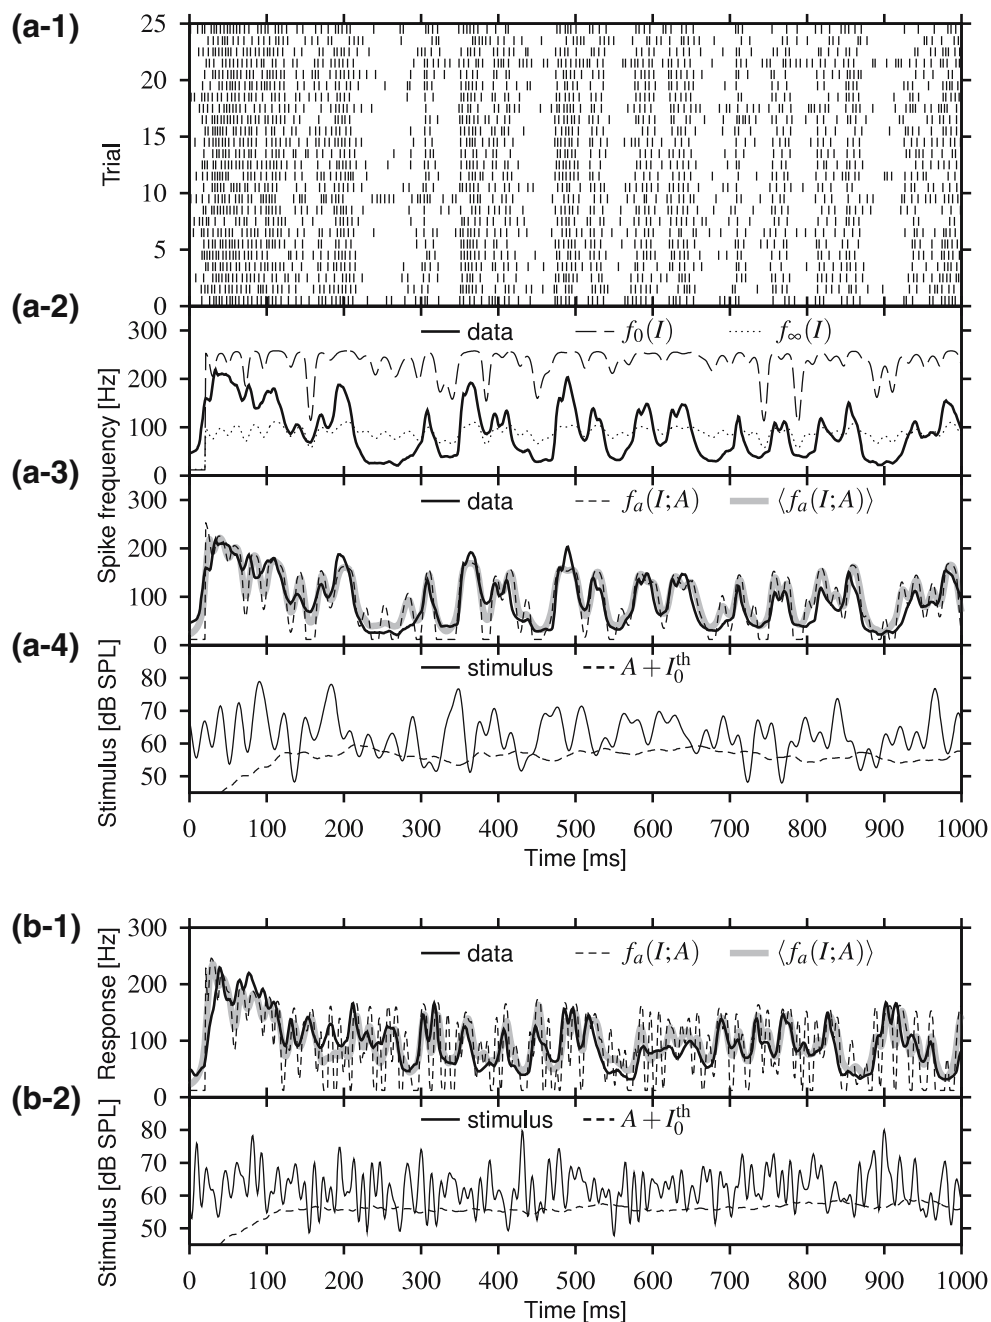 (a-1)
25
20
15
10
5
0
Trial
(a-2)
data f₀(I) f∞(I)
300
200
100
0
(a-3)
data fₐ(I;A) ⟨fₐ(I;A)⟩
300
200
100
0
Spike frequency [Hz]
(a-4)
stimulus A + I₀ᵗʰ
80
70
60
50
Stimulus [dB SPL]
0 100 200 300 400 500 600 700 800 900 1000
Time [ms]
(b-1)
300
data fₐ(I;A) ⟨fₐ(I;A)⟩
200
100
0
Response [Hz]
(b-2)
stimulus A + I₀ᵗʰ
80
70
60
50
Stimulus [dB SPL]
0 100 200 300 400 500 600 700 800 900 1000
Time [ms]